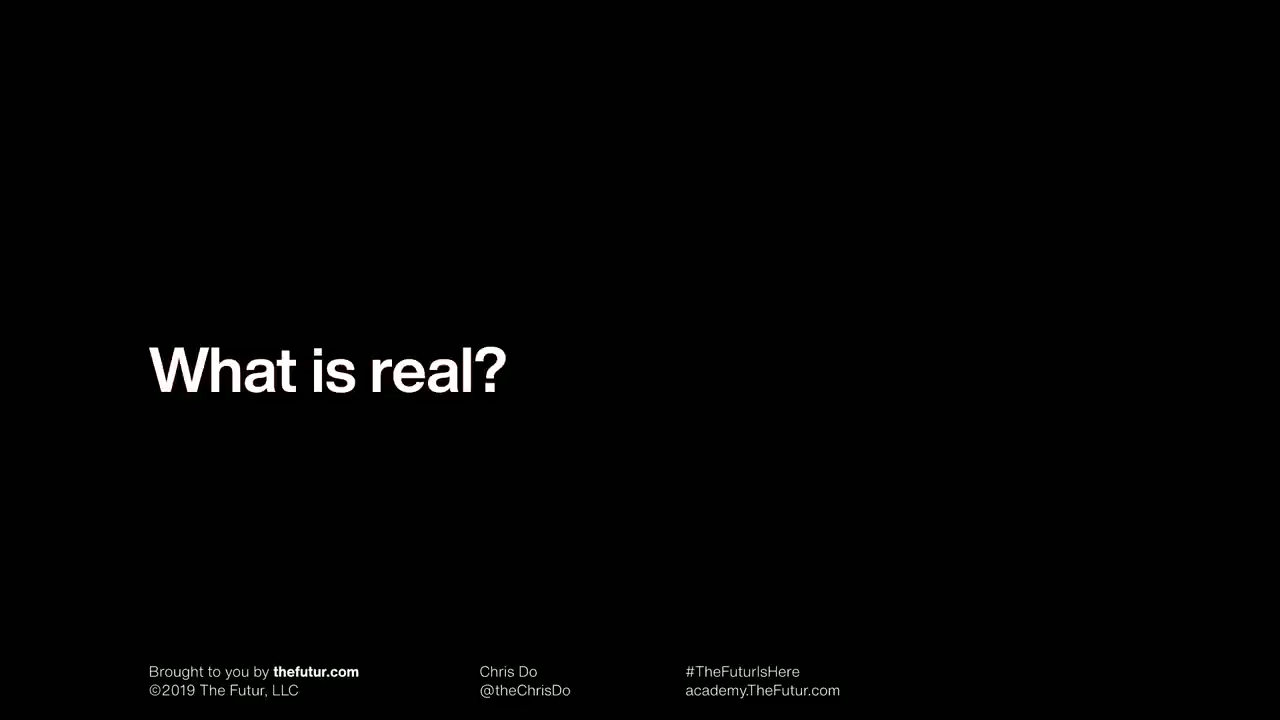 What is real?
Brought to you by thefutur.com
©2019 The Futur, LLC
Chris Do
@theChrisDo
#TheFuturIsHere
academy.TheFutur.com